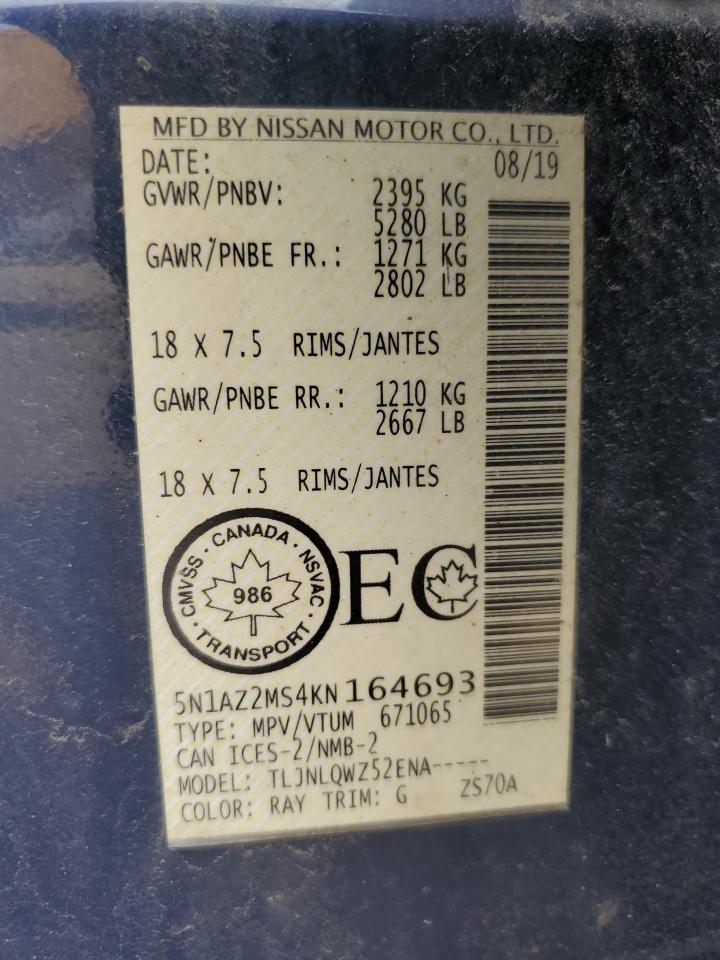 MFD BY NISSAN MOTOR CO., LTD.
DATE: 08/19
GVWR/PNBV: 2395 KG
5280 LB
GAWR/PNBE FR.: 1271 KG
2802 LB
18 X 7.5 RIMS/JANTES
GAWR/PNBE RR.: 1210 KG
2667 LB
18 X 7.5 RIMS/JANTES
CMVSS · CANADA · NSVAC · TRANSPORT ·
986
EC
5N1AZ2MS4KN164693
TYPE: MPV/VTUM 671065
CAN ICES-2/NMB-2
MODEL: TLJNLQWZ52ENA-----
COLOR: RAY TRIM: G ZS70A